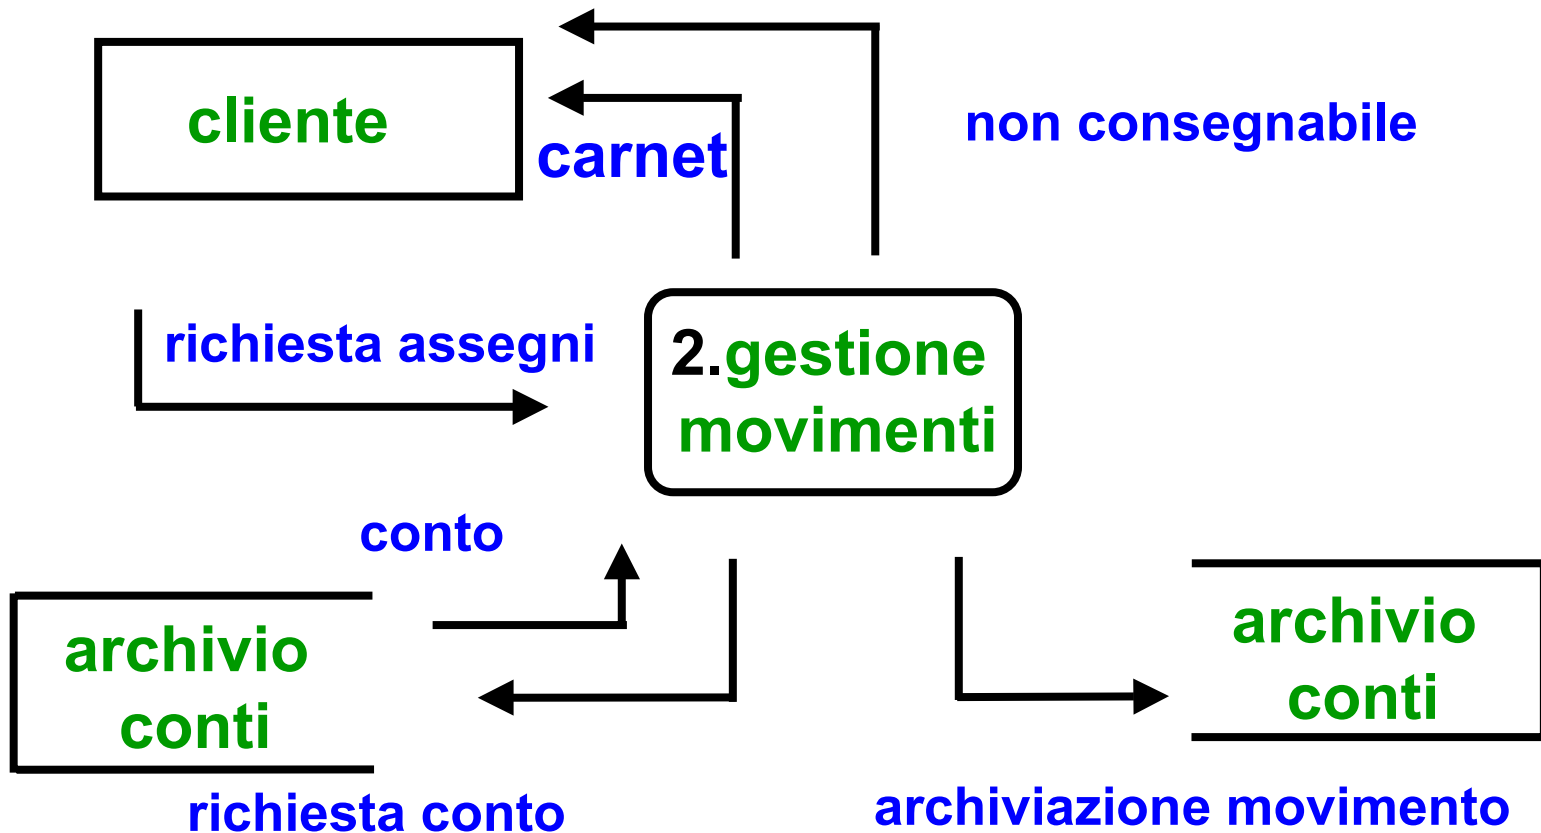 cliente
carnet
non consegnabile
richiesta assegni
2.gestione
movimenti
conto
archivio
conti
archivio
conti
richiesta conto
archiviazione movimento